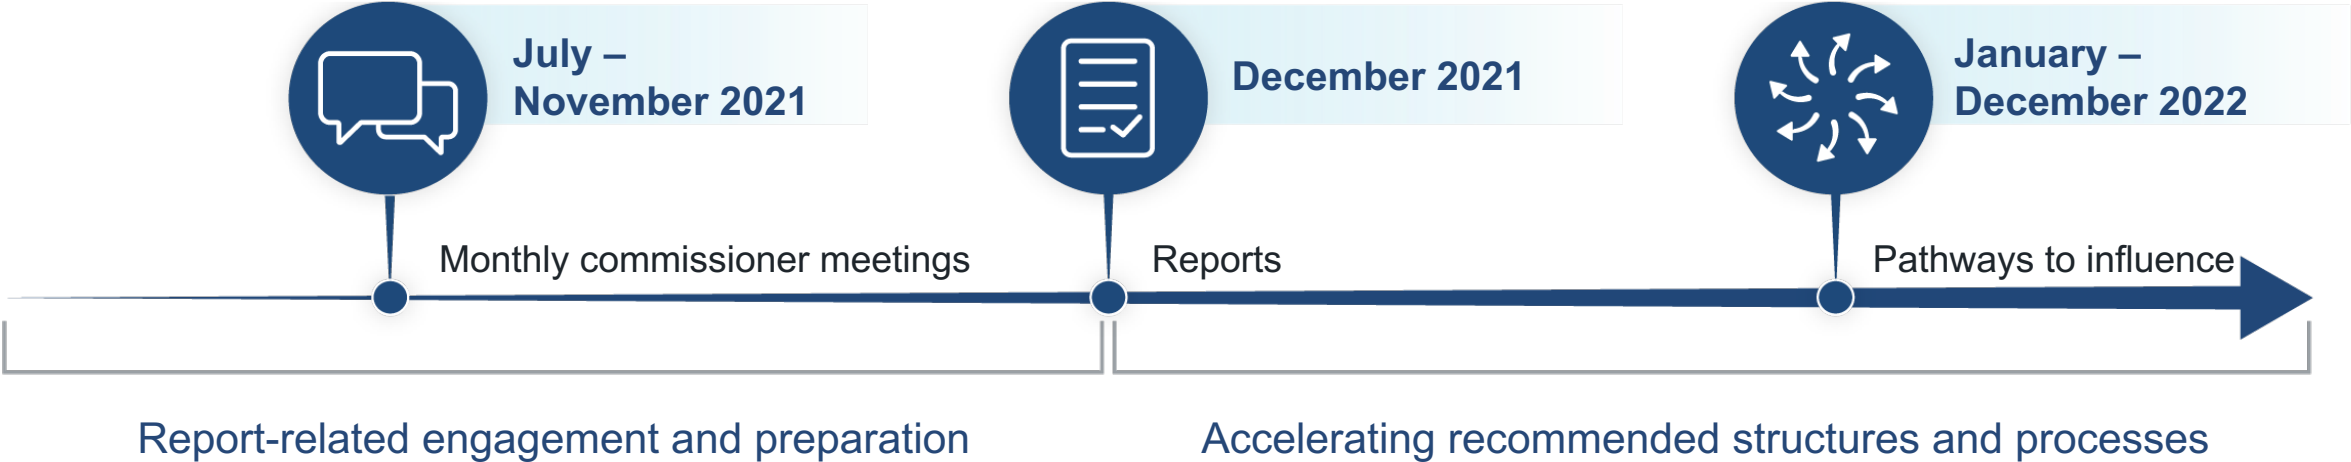 July –
November 2021
December 2021
January –
December 2022
Monthly commissioner meetings
Reports
Pathways to influence
Report-related engagement and preparation
Accelerating recommended structures and processes